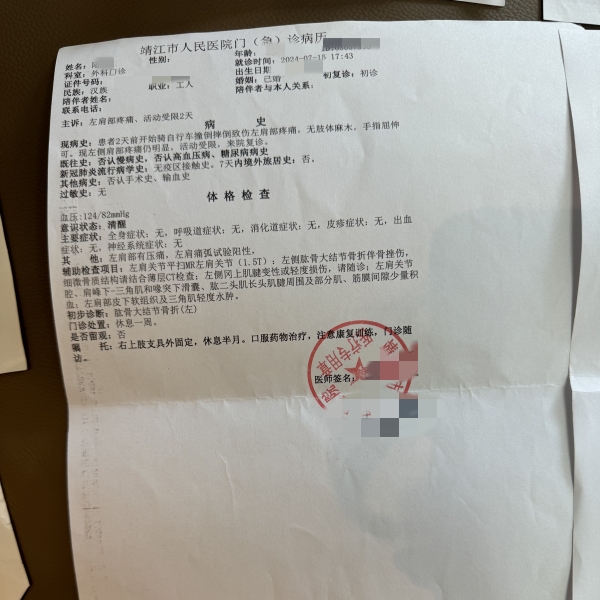 靖江市人民医院门（急）诊病历
姓名: 性别: 年龄:
科室: 外科门诊 就诊时间: 2024-07-15 17:43
证件号码: 出生日期
民族: 汉族 职业: 工人 婚姻: 已婚 初复诊: 初诊
陪伴者姓名: 陪伴者与本人关系:
联系电话:
主诉: 左肩部疼痛、活动受限2天
病 史
现病史: 患者2天前开始骑自行车撞倒摔倒致伤左肩部疼痛，无肢体麻木，手指屈伸
可。现左侧肩部疼痛仍明显，活动受限，来院复诊。
既往史: 否认慢病史，否认高血压病、糖尿病病史
新冠肺炎流行病学史: 无疫区接触史。7天内境外旅居史: 否，
其他病史: 否认手术史、输血史
过敏史: 无
体格检查
血压:124/82mmHg
意识状态: 清醒
主要症状: 全身症状: 无，呼吸道症状: 无，消化道症状: 无，皮疹症状: 无，出血
症状: 无，神经系统症状: 无
其 他: 左肩部有压痛，左肩痛弧试验阳性，
辅助检查项目: 左肩关节平扫MR左肩关节（1.5T）: 左侧肱骨大结节骨折伴骨挫伤，
细微骨质结构请结合薄层CT检查; 左侧冈上肌腱变性或轻度损伤，请随诊; 左肩关节
腔、肩峰下-三角肌和喙突下滑囊、肱二头肌长头肌腱周围及部分肌、筋膜间隙少量积
血; 左肩部皮下软组织及三角肌轻度水肿。
初步诊断: 肱骨大结节骨折(左)
门诊处置: 休息一周。
是否留观: 否
嘱 托: 右上肢支具外固定，休息半月。口服药物治疗，注意康复训练，门诊随
访。
医师签名: